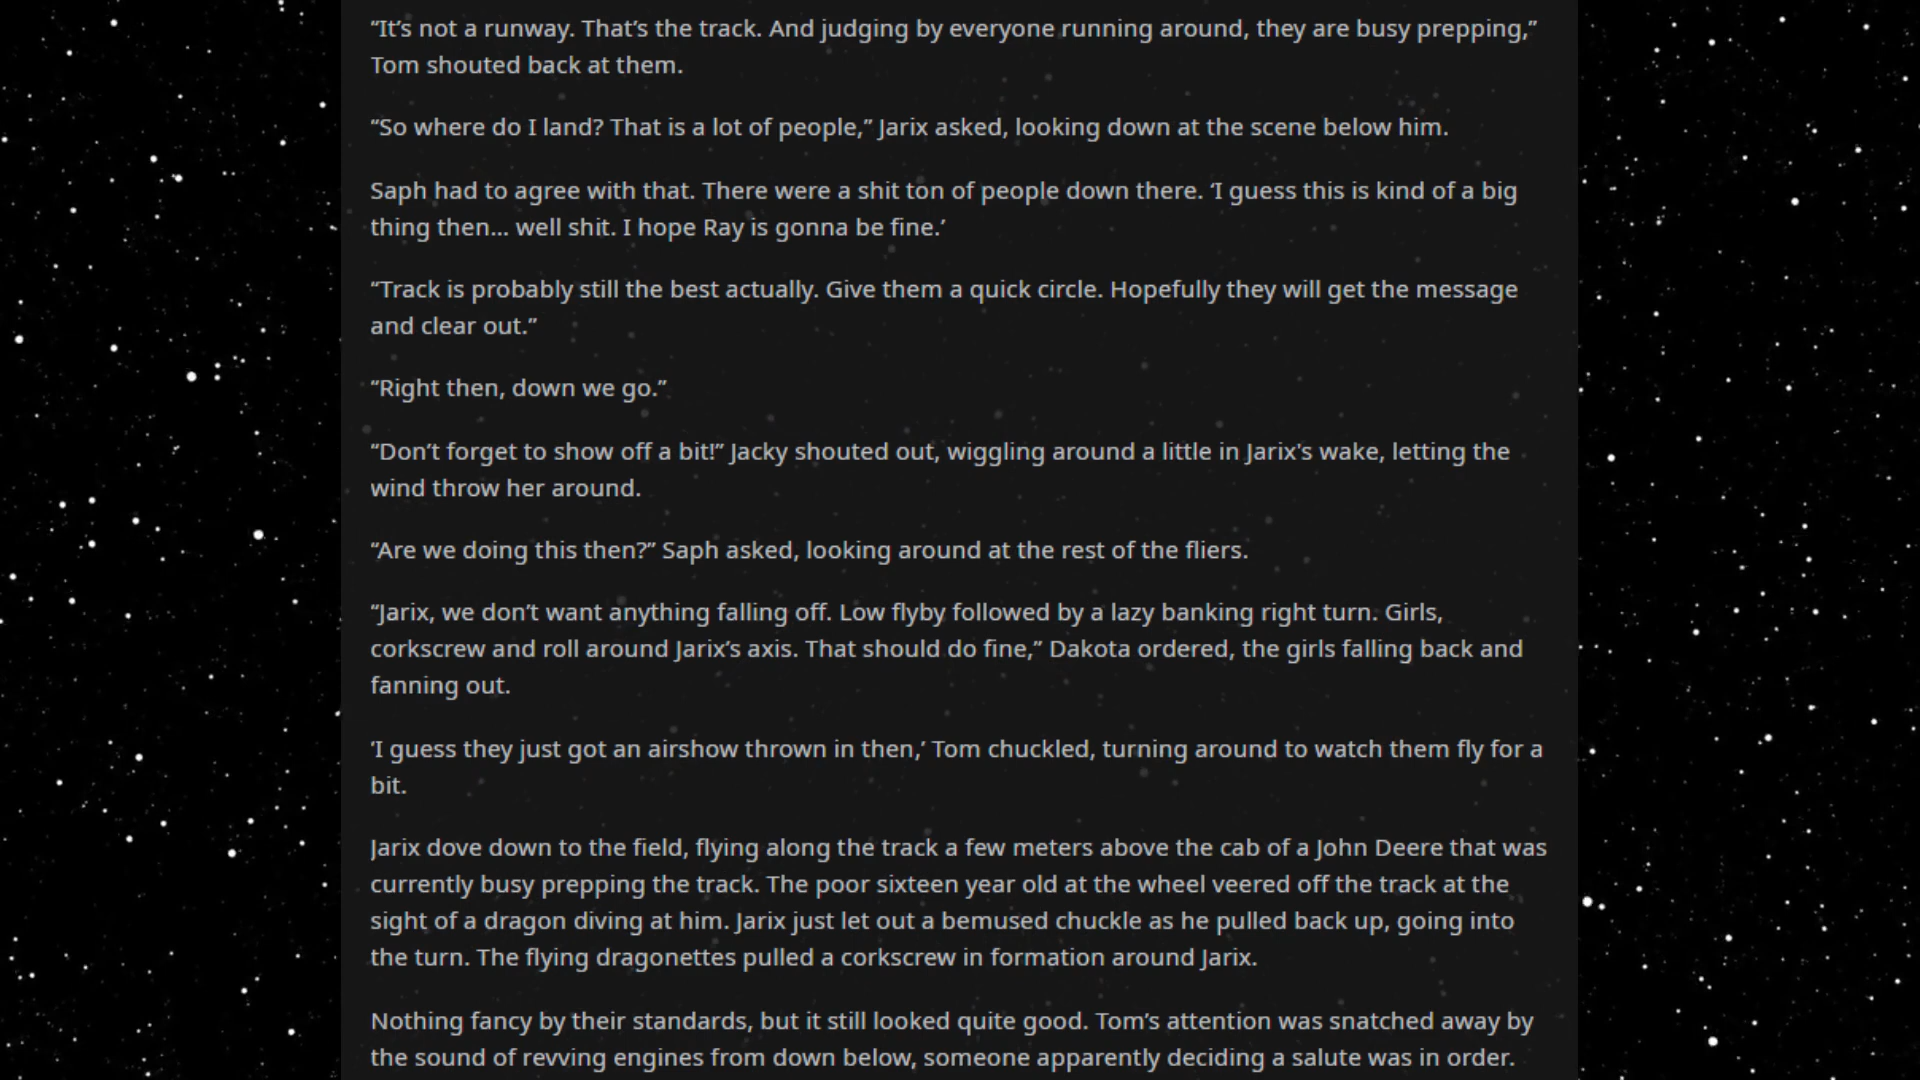 “It’s not a runway. That’s the track. And judging by everyone running around, they are busy prepping,”
Tom shouted back at them.
“So where do I land? That is a lot of people,” Jarix asked, looking down at the scene below him.
Saph had to agree with that. There were a shit ton of people down there. ‘I guess this is kind of a big
thing then… well shit. I hope Ray is gonna be fine.’
“Track is probably still the best actually. Give them a quick circle. Hopefully they will get the message
and clear out.”
“Right then, down we go.”
“Don’t forget to show off a bit!” Jacky shouted out, wiggling around a little in Jarix's wake, letting the
wind throw her around.
“Are we doing this then?” Saph asked, looking around at the rest of the fliers.
“Jarix, we don’t want anything falling off. Low flyby followed by a lazy banking right turn. Girls,
corkscrew and roll around Jarix’s axis. That should do fine,” Dakota ordered, the girls falling back and
fanning out.
‘I guess they just got an airshow thrown in then,’ Tom chuckled, turning around to watch them fly for a
bit.
Jarix dove down to the field, flying along the track a few meters above the cab of a John Deere that was
currently busy prepping the track. The poor sixteen year old at the wheel veered off the track at the
sight of a dragon diving at him. Jarix just let out a bemused chuckle as he pulled back up, going into
the turn. The flying dragonettes pulled a corkscrew in formation around Jarix.
Nothing fancy by their standards, but it still looked quite good. Tom’s attention was snatched away by
the sound of revving engines from down below, someone apparently deciding a salute was in order.